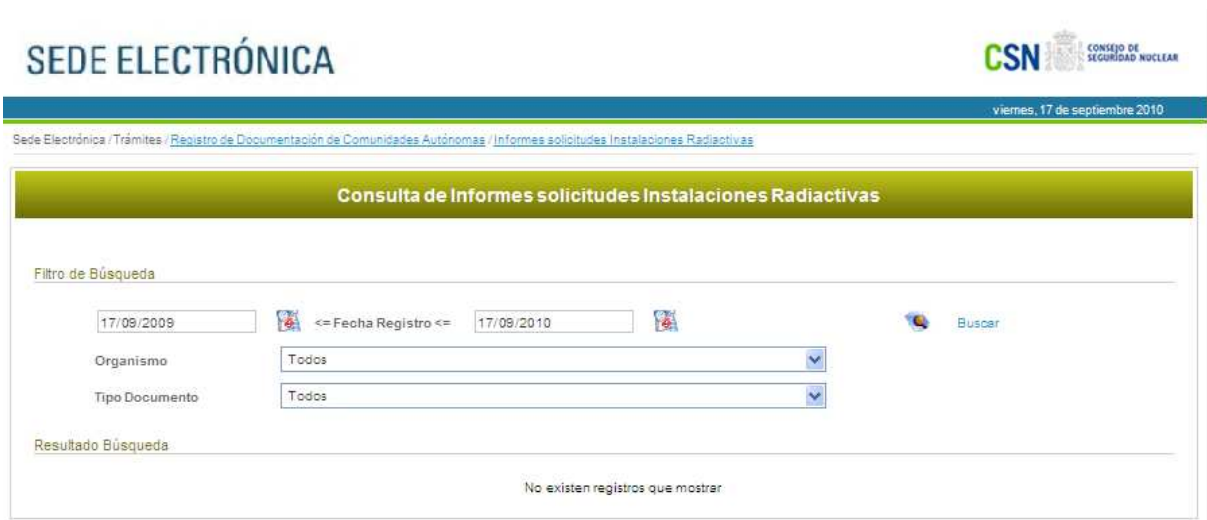 SEDE ELECTRÓNICA
CSN CONSEJO DE SEGURIDAD NUCLEAR
viernes, 17 de septiembre 2010
Sede Electrónica / Trámites / Registro de Documentación de Comunidades Autónomas / Informes solicitudes Instalaciones Radiactivas
Consulta de Informes solicitudes Instalaciones Radiactivas
Filtro de Búsqueda
17/09/2009 <= Fecha Registro <= 17/09/2010 Buscar
Organismo Todos
Tipo Documento Todos
Resultado Búsqueda
No existen registros que mostrar